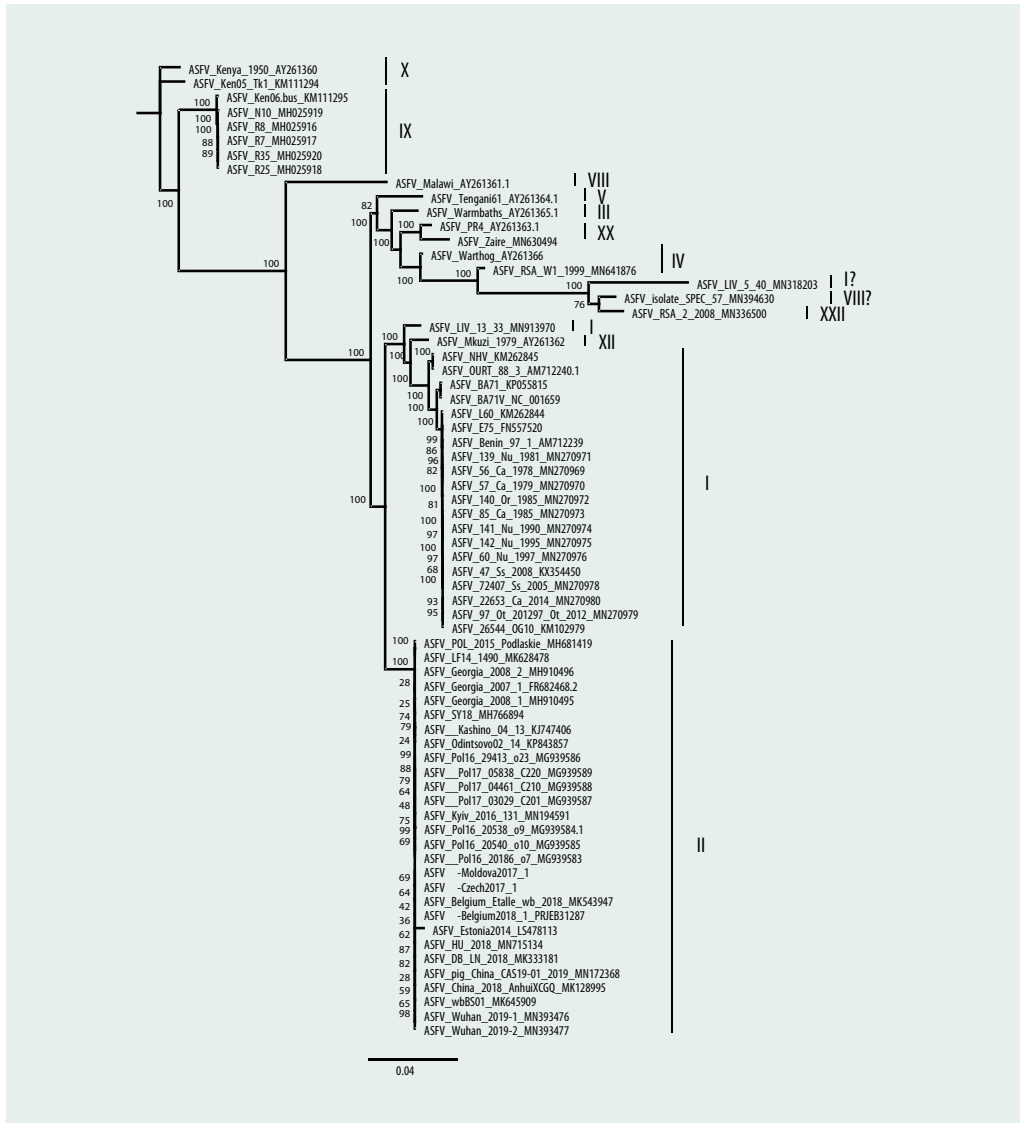 ASFV_Kenya_1950_AY261360
X
ASFV_Ken05_Tk1_KM111294
ASFV_Ken06.bus_KM111295
100
ASFV_N10_MH025919
100
ASFV_R8_MH025916
100
IX
ASFV_R7_MH025917
88
ASFV_R35_MH025920
89
ASFV_R25_MH025918
ASFV_Malawi_AY261361.1
VIII
100
ASFV_Tengani61_AY261364.1
V
82
ASFV_Warmbaths_AY261365.1
III
100
ASFV_PR4_AY261363.1
100
XX
ASFV_Zaire_MN630494
100
ASFV_Warthog_AY261366
IV
100
ASFV_RSA_W1_1999_MN641876
100
100
ASFV_LIV_5_40_MN318203
I?
100
ASFV_isolate_SPEC_57_MN394630
VIII?
76
ASFV_RSA_2_2008_MN336500
XXII
ASFV_LIV_13_33_MN913970
I
100
ASFV_Mkuzi_1979_AY261362
XII
100
100
100
ASFV_NHV_KM262845
ASFV_OURT_88_3_AM712240.1
100
ASFV_BA71_KP055815
100
ASFV_BA71V_NC_001659
100
ASFV_L60_KM262844
100
ASFV_E75_FN557520
99
ASFV_Benin_97_1_AM712239
86
ASFV_139_Nu_1981_MN270971
96
ASFV_56_Ca_1978_MN270969
82
ASFV_57_Ca_1979_MN270970
100
I
ASFV_140_Or_1985_MN270972
81
100
ASFV_85_Ca_1985_MN270973
100
ASFV_141_Nu_1990_MN270974
97
ASFV_142_Nu_1995_MN270975
100
ASFV_60_Nu_1997_MN270976
97
ASFV_47_Ss_2008_KX354450
68
ASFV_72407_Ss_2005_MN270978
100
ASFV_22653_Ca_2014_MN270980
93
ASFV_97_Ot_201297_Ot_2012_MN270979
95
ASFV_26544_OG10_KM102979
ASFV_POL_2015_Podlaskie_MH681419
100
ASFV_LF14_1490_MK628478
100
ASFV_Georgia_2008_2_MH910496
28
ASFV_Georgia_2007_1_FR682468.2
ASFV_Georgia_2008_1_MH910495
25
ASFV_SY18_MH766894
74
ASFV__Kashino_04_13_KJ747406
79
ASFV_Odintsovo02_14_KP843857
24
ASFV_Pol16_29413_o23_MG939586
99
ASFV__Pol17_05838_C220_MG939589
88
ASFV__Pol17_04461_C210_MG939588
79
64
ASFV__Pol17_03029_C201_MG939587
48
ASFV_Kyiv_2016_131_MN194591
75
ASFV_Pol16_20538_o9_MG939584.1
99
ASFV_Pol16_20540_o10_MG939585
69
II
ASFV__Pol16_20186_o7_MG939583
ASFV -Moldova2017_1
69
ASFV -Czech2017_1
64
ASFV_Belgium_Etalle_wb_2018_MK543947
42
ASFV -Belgium2018_1_PRJEB31287
36
ASFV_Estonia2014_LS478113
62
ASFV_HU_2018_MN715134
87
ASFV_DB_LN_2018_MK333181
82
ASFV_pig_China_CAS19-01_2019_MN172368
28
ASFV_China_2018_AnhuiXCGQ_MK128995
59
ASFV_wbBS01_MK645909
65
ASFV_Wuhan_2019-1_MN393476
98
ASFV_Wuhan_2019-2_MN393477
0.04